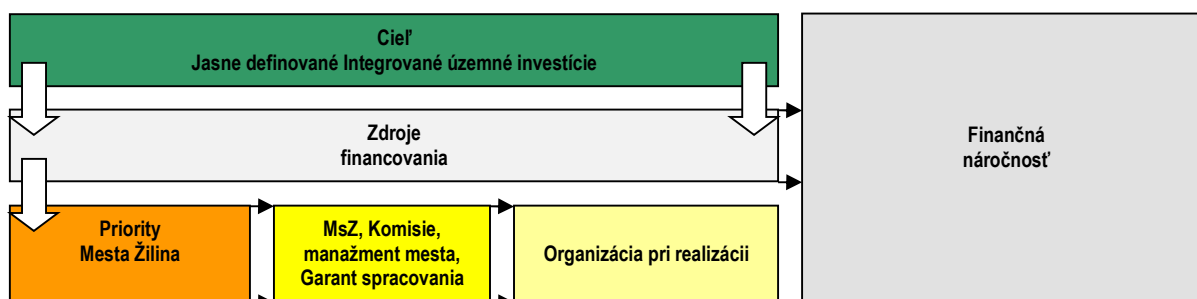 Cieľ
Jasne definované Integrované územné investície
Zdroje
financovania
Finančná
náročnosť
Priority
Mesta Žilina
MsZ, Komisie,
manažment mesta,
Garant spracovania
Organizácia pri realizácii